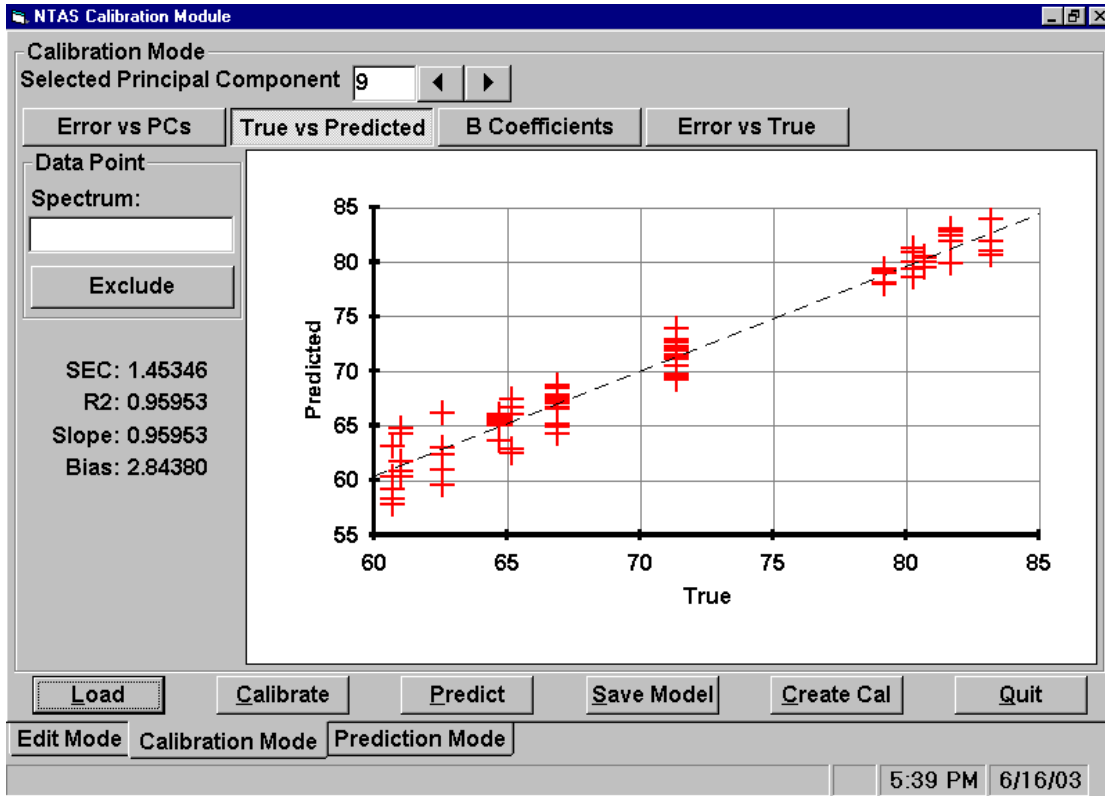 NTAS Calibration Module
Calibration Mode
Selected Principal Component 9
Error vs PCs True vs Predicted B Coefficients Error vs True
Data Point
Spectrum:
Exclude
SEC: 1.45346
R2: 0.95953
Slope: 0.95953
Bias: 2.84380
Predicted
85
80
75
70
65
60
55
60 65 70 75 80 85
True
Load Calibrate Predict Save Model Create Cal Quit
Edit Mode Calibration Mode Prediction Mode
5:39 PM 6/16/03